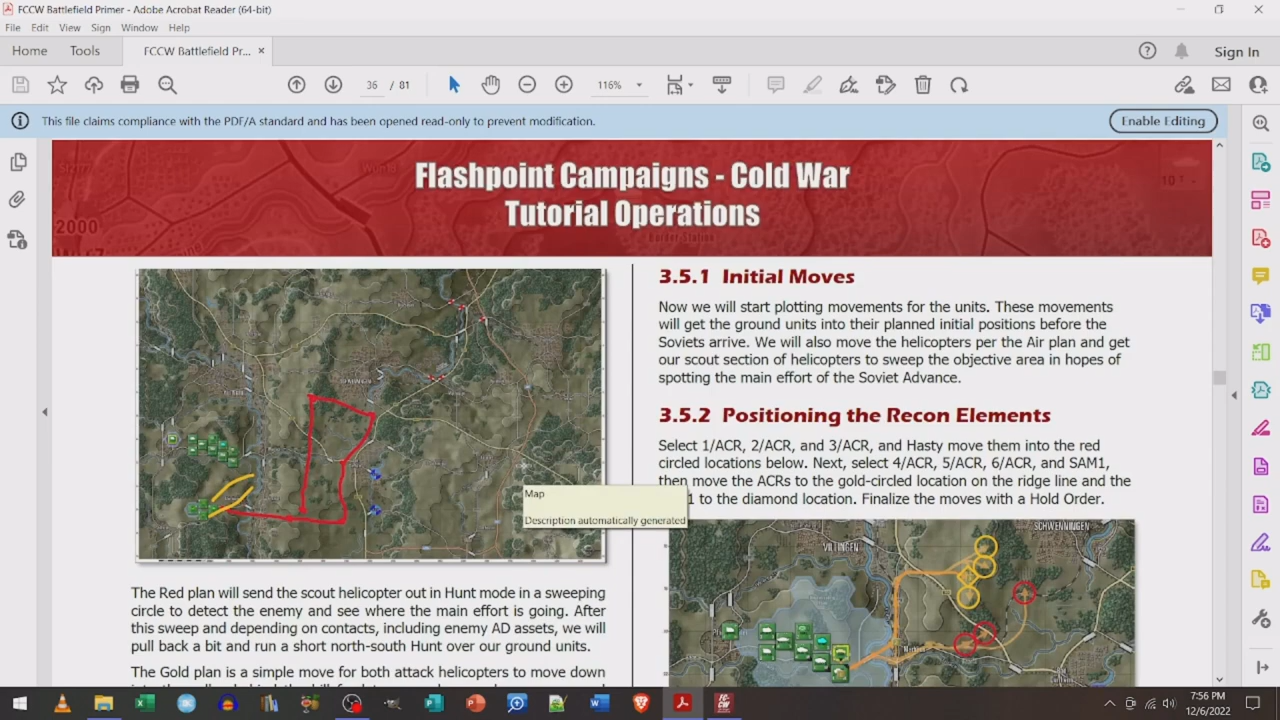 FCCW Battlefield Primer - Adobe Acrobat Reader (64-bit)
File Edit View Sign Window Help
Home Tools FCCW Battlefield Pr... × Sign In
36 / 81 116%
This file claims compliance with the PDF/A standard and has been opened read-only to prevent modification. Enable Editing
Flashpoint Campaigns - Cold War
Tutorial Operations
2000
Map
Description automatically generated
The Red plan will send the scout helicopter out in Hunt mode in a sweeping
circle to detect the enemy and see where the main effort is going. After
this sweep and depending on contacts, including enemy AD assets, we will
pull back a bit and run a short north-south Hunt over our ground units.
The Gold plan is a simple move for both attack helicopters to move down
3.5.1 Initial Moves
Now we will start plotting movements for the units. These movements
will get the ground units into their planned initial positions before the
Soviets arrive. We will also move the helicopters per the Air plan and get
our scout section of helicopters to sweep the objective area in hopes of
spotting the main effort of the Soviet Advance.
3.5.2 Positioning the Recon Elements
Select 1/ACR, 2/ACR, and 3/ACR, and Hasty move them into the red
circled locations below. Next, select 4/ACR, 5/ACR, 6/ACR, and SAM1,
then move the ACRs to the gold-circled location on the ridge line and the
1 to the diamond location. Finalize the moves with a Hold Order.
VILLINGEN
SCHWENNINGEN
7:56 PM
12/6/2022